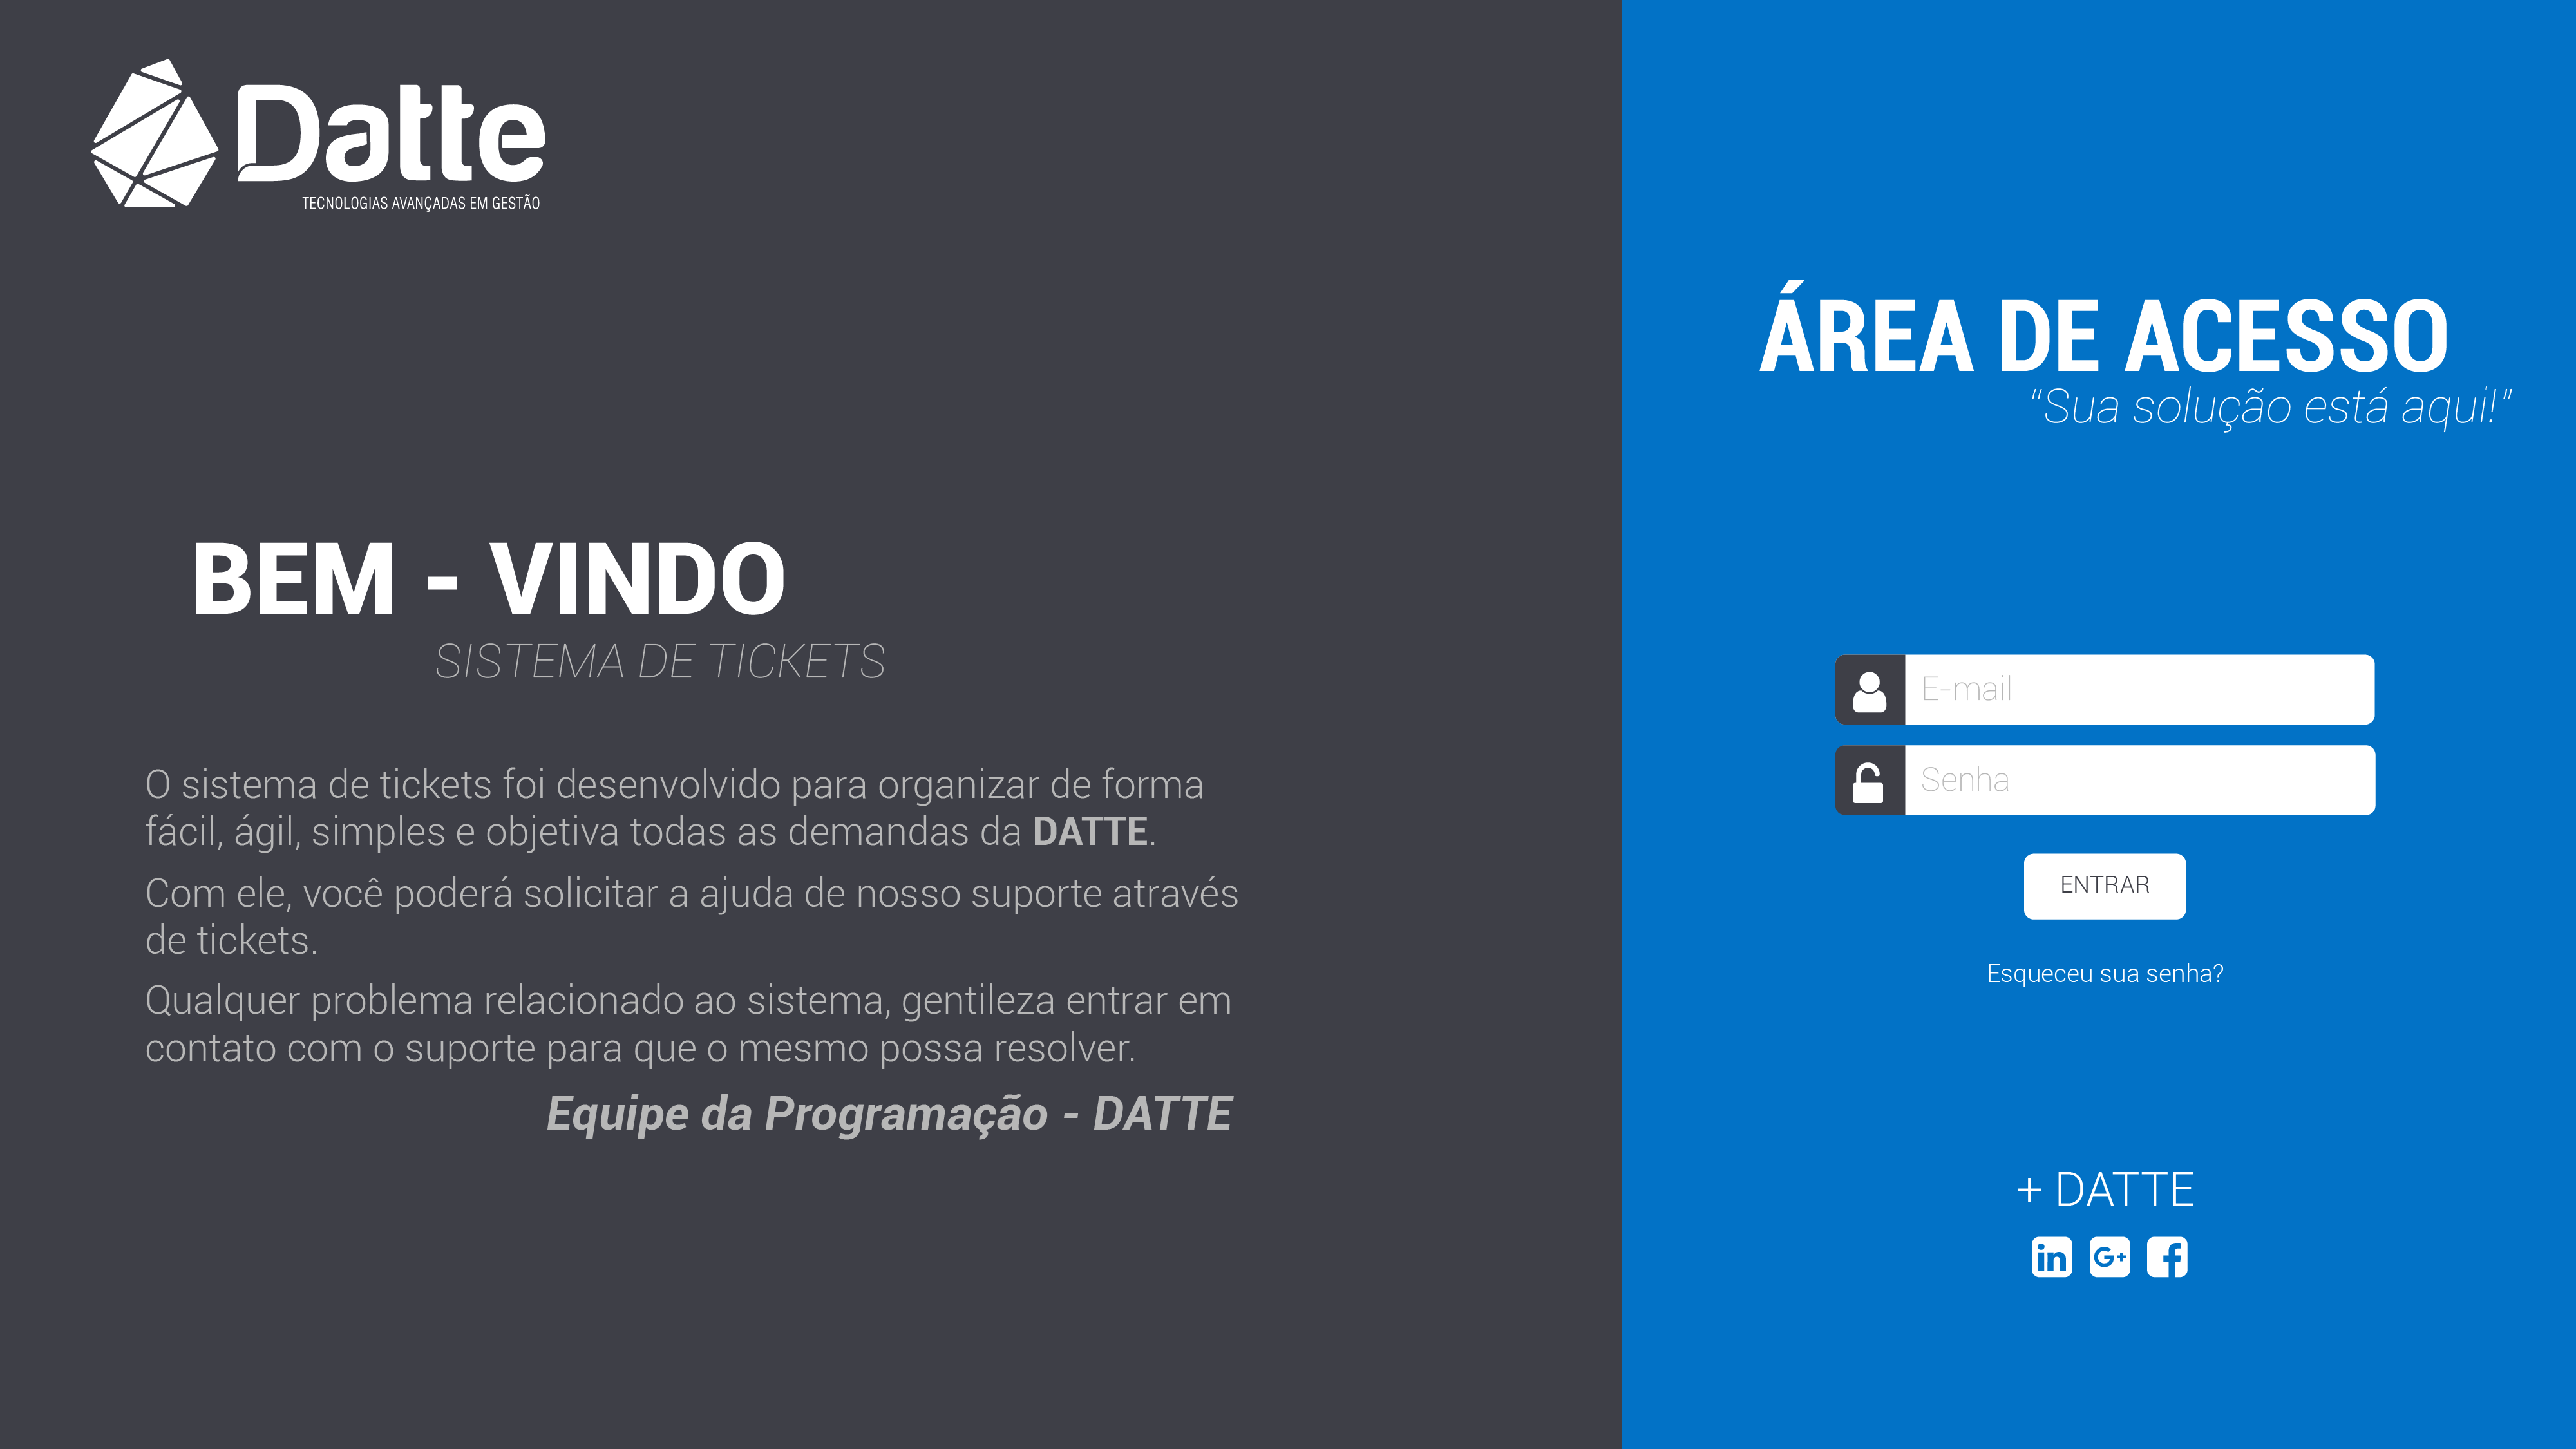 Datte
TECNOLOGIAS AVANÇADAS EM GESTÃO
BEM - VINDO
SISTEMA DE TICKETS
O sistema de tickets foi desenvolvido para organizar de forma
fácil, ágil, simples e objetiva todas as demandas da DATTE.
Com ele, você poderá solicitar a ajuda de nosso suporte através
de tickets.
Qualquer problema relacionado ao sistema, gentileza entrar em
contato com o suporte para que o mesmo possa resolver.
Equipe da Programação - DATTE
ÁREA DE ACESSO
“Sua solução está aqui!”
E-mail
Senha
ENTRAR
Esqueceu sua senha?
+ DATTE
in G+ f